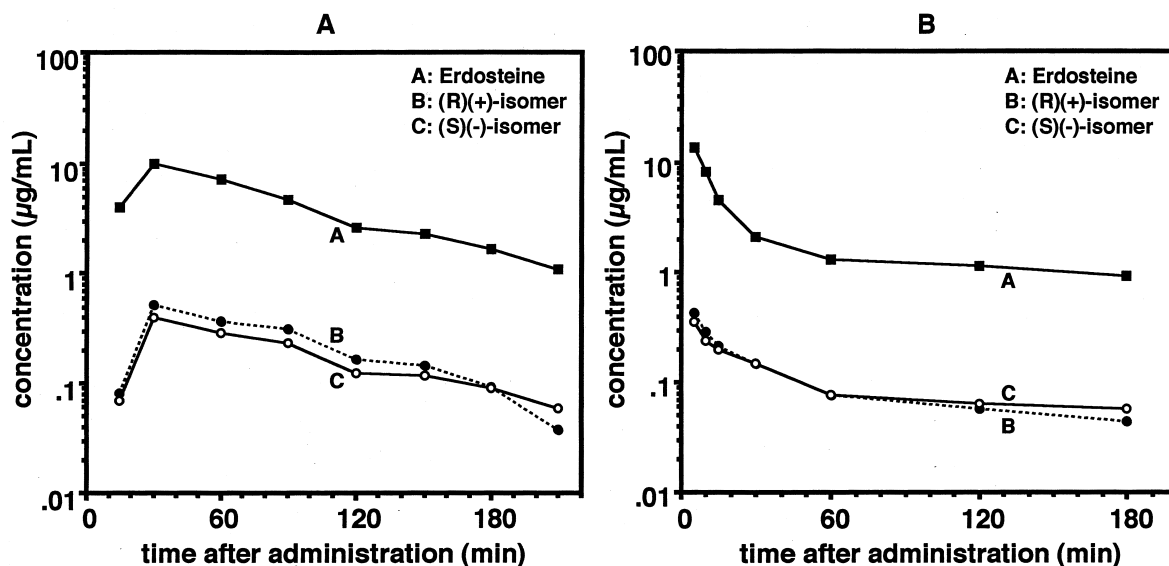 A
100
10
1
.1
.01
concentration (µg/mL)
A: Erdosteine
B: (R)(+)-isomer
C: (S)(-)-isomer
A
B
C
0 60 120 180
time after administration (min)
B
100
10
1
.1
.01
concentration (µg/mL)
A: Erdosteine
B: (R)(+)-isomer
C: (S)(-)-isomer
A
C
B
0 60 120 180
time after administration (min)